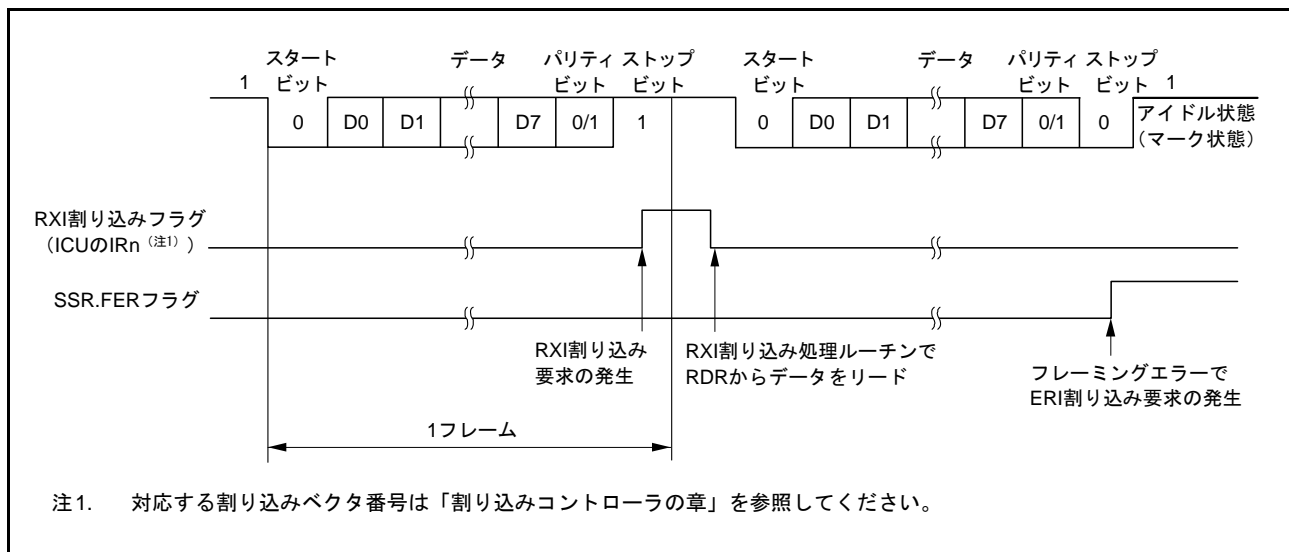 スタート
ビット
データ
パリティ
ビット
ストップ
ビット
スタート
ビット
データ
パリティ
ビット
ストップ
ビット
1
0
D0
D1
D7
0/1
1
0
D0
D1
D7
0/1
0
1
アイドル状態
（マーク状態）
RXI割り込みフラグ
（ICUのIRn（注1））
SSR.FERフラグ
RXI割り込み
要求の発生
RXI割り込み処理ルーチンで
RDRからデータをリード
フレーミングエラーで
ERI割り込み要求の発生
1フレーム
注1. 対応する割り込みベクタ番号は「割り込みコントローラの章」を参照してください。